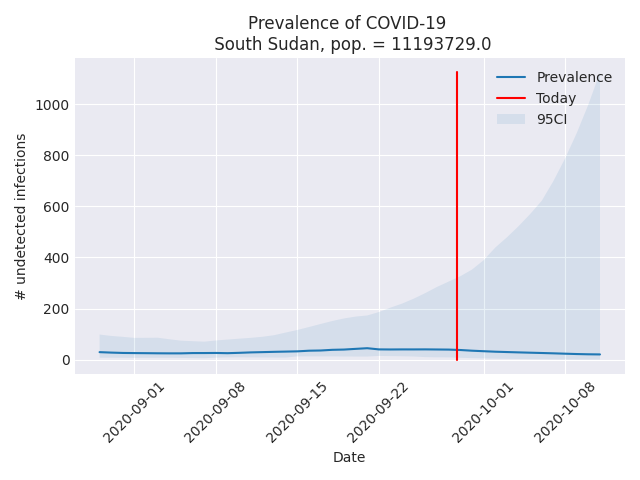 Prevalence of COVID-19
South Sudan, pop. = 11193729.0
Prevalence
Today
95CI
# undetected infections
1000
800
600
400
200
0
2020-09-01
2020-09-08
2020-09-15
2020-09-22
2020-10-01
2020-10-08
Date